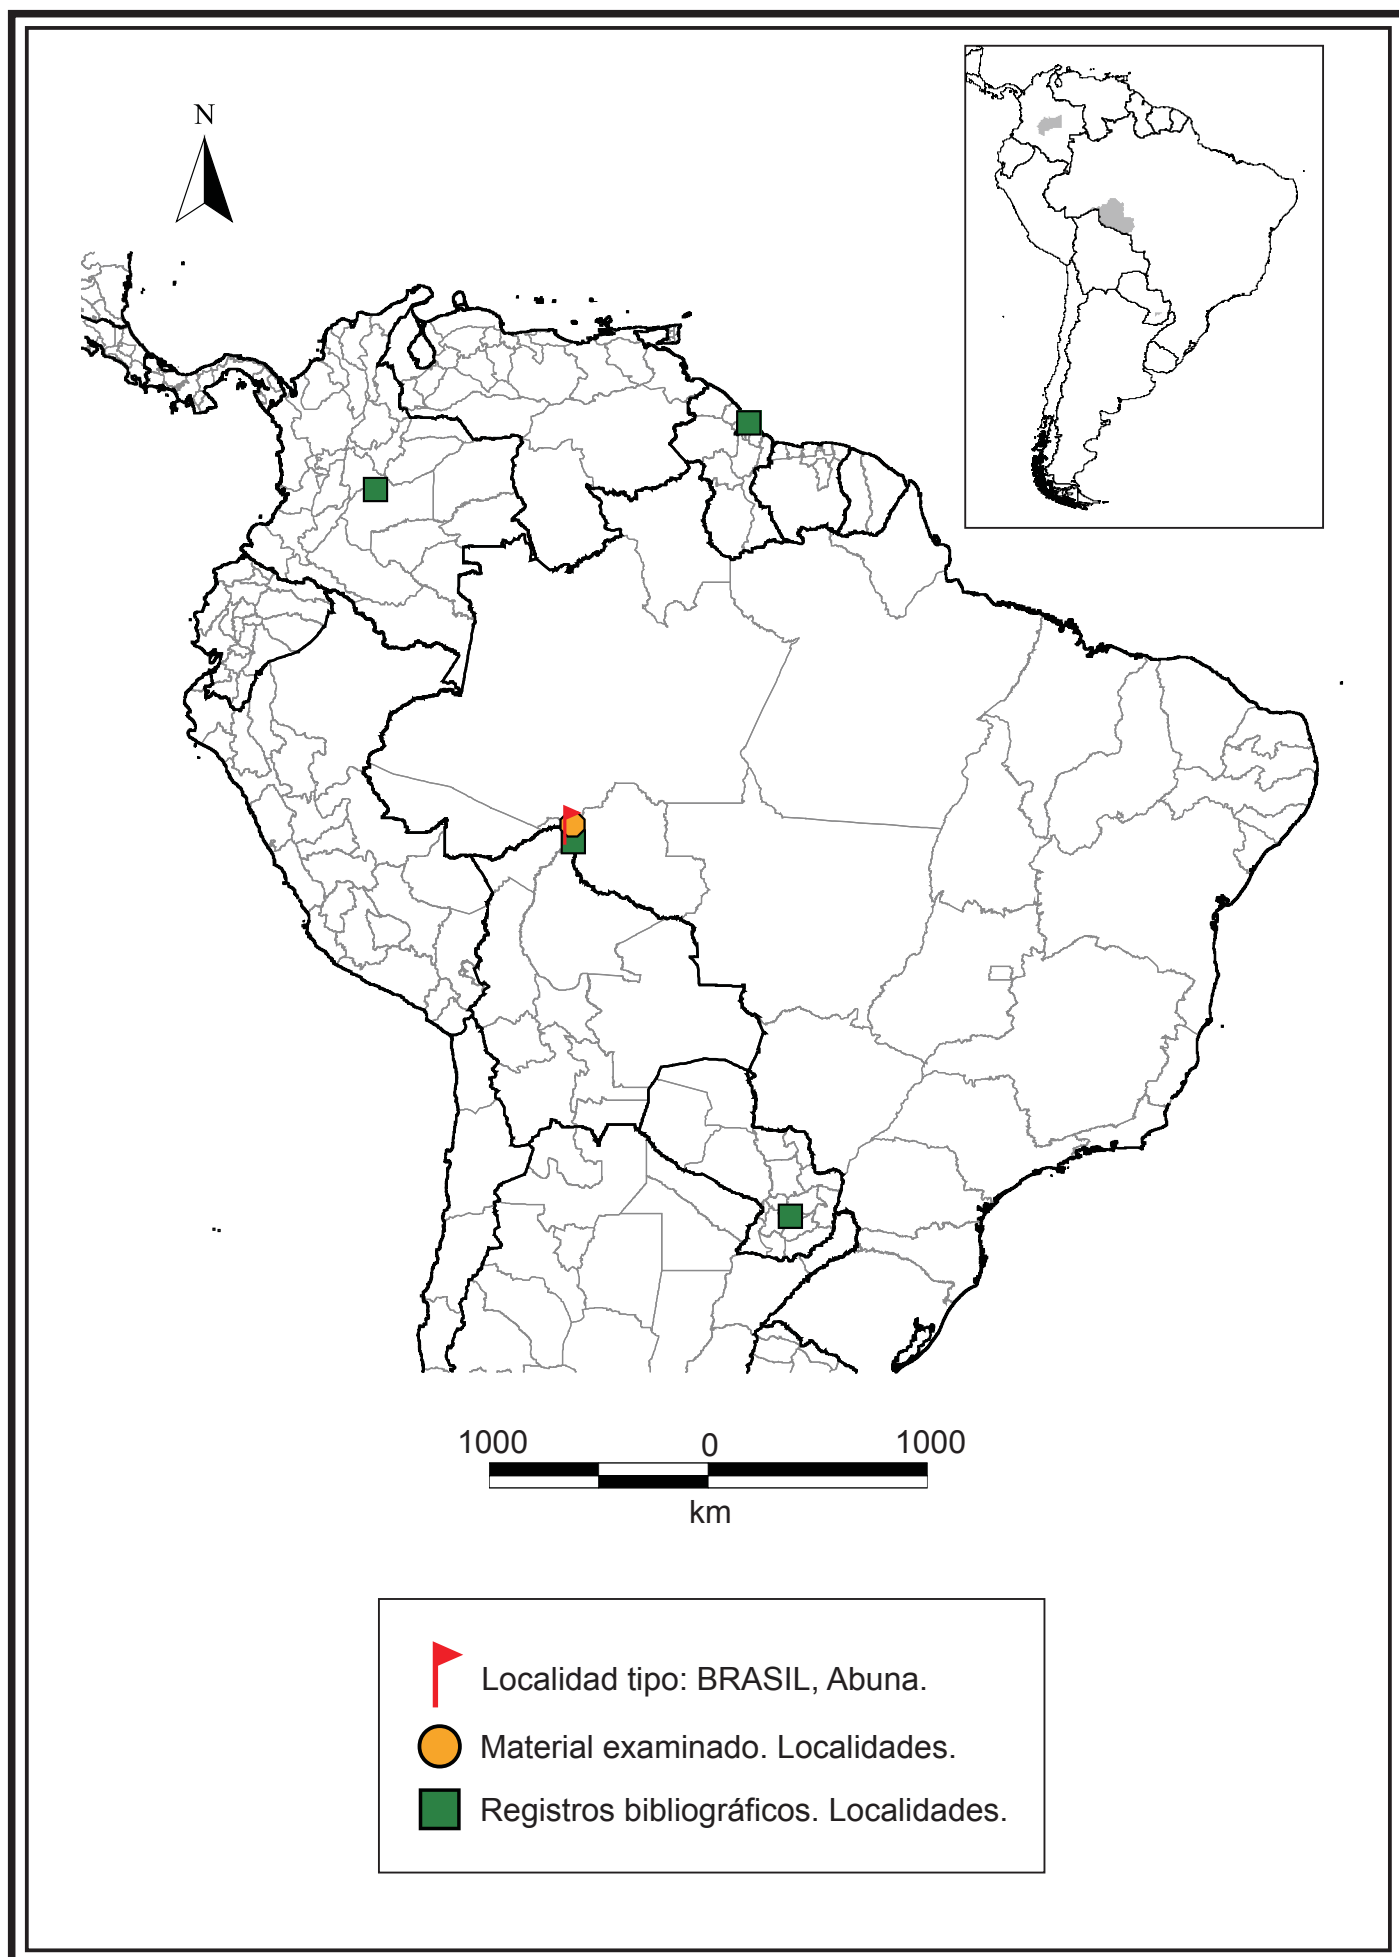 N
1000 0 1000
km
Localidad tipo: BRASIL, Abuna.
Material examinado. Localidades.
Registros bibliográficos. Localidades.